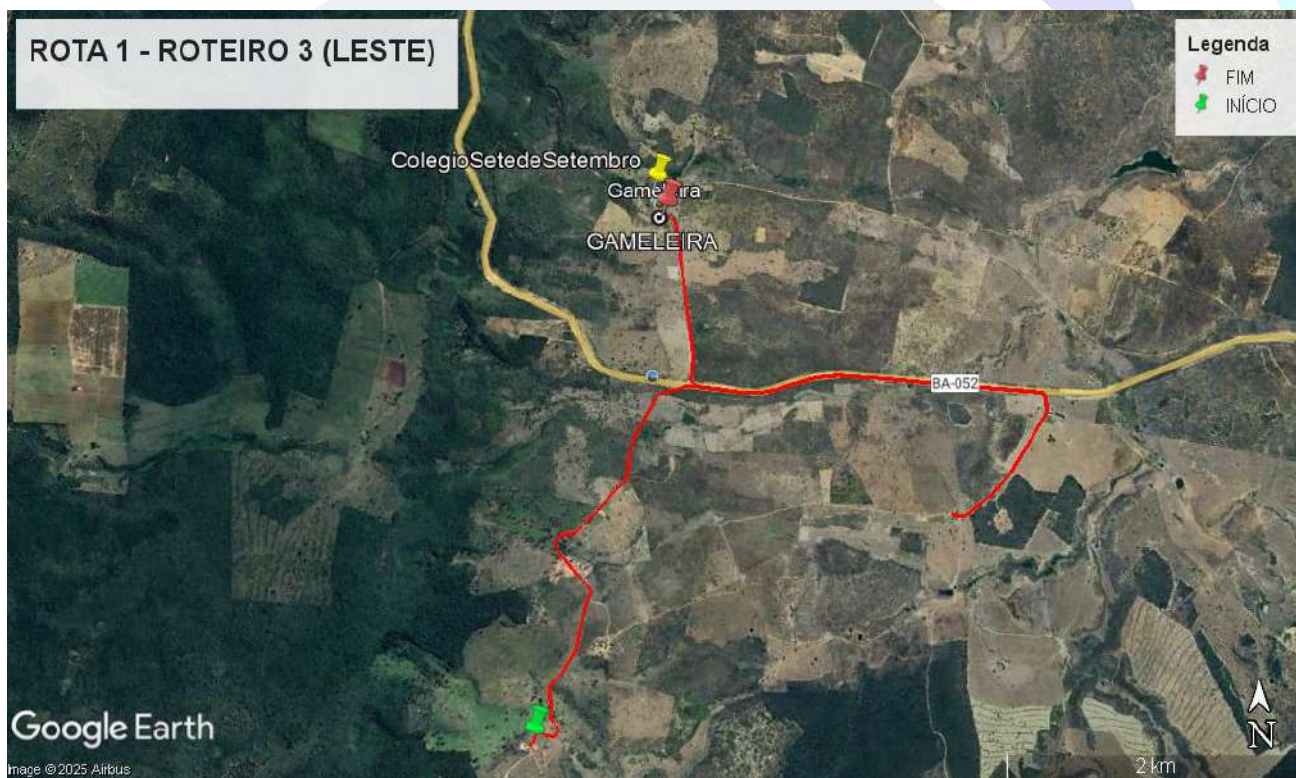 ROTA 1 - ROTEIRO 3 (LESTE)
Legenda
FIM
INÍCIO
ColegioSetedeSetembro
Gameleira
GAMELEIRA
BA-052
Google Earth
Image © 2025 Airbus
N
2 km